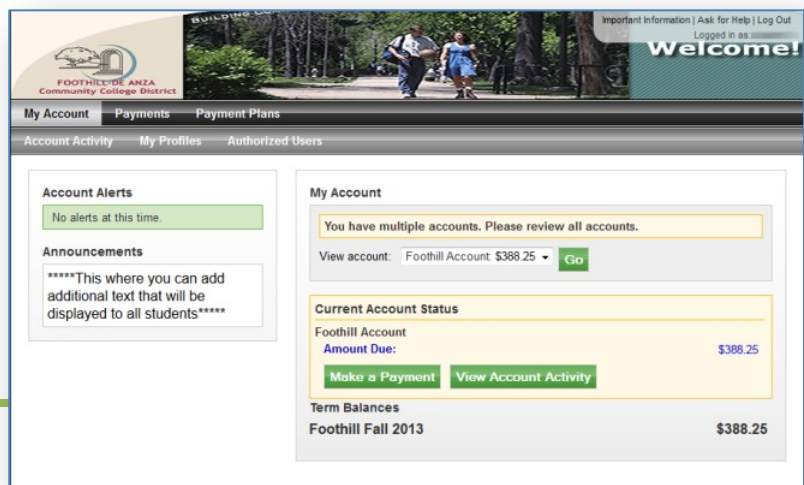 BUILDING CO
Important Information | Ask for Help | Log Out
Logged in as:
Welcome!
FOOTHILL-DE ANZA
Community College District
My Account Payments Payment Plans
Account Activity My Profiles Authorized Users
Account Alerts
No alerts at this time.
Announcements
*****This where you can add
additional text that will be
displayed to all students*****
My Account
You have multiple accounts. Please review all accounts.
View account: Foothill Account $388.25 Go
Current Account Status
Foothill Account
Amount Due: $388.25
Make a Payment View Account Activity
Term Balances
Foothill Fall 2013 $388.25